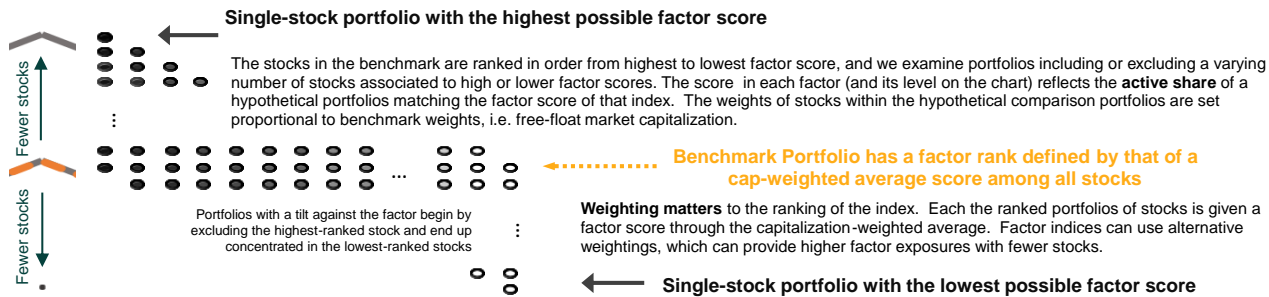 Single-stock portfolio with the highest possible factor score
Fewer stocks
The stocks in the benchmark are ranked in order from highest to lowest factor score, and we examine portfolios including or excluding a varying
number of stocks associated to high or lower factor scores. The score in each factor (and its level on the chart) reflects the active share of a
hypothetical portfolios matching the factor score of that index. The weights of stocks within the hypothetical comparison portfolios are set
proportional to benchmark weights, i.e. free-float market capitalization.
...
...
Benchmark Portfolio has a factor rank defined by that of a
cap-weighted average score among all stocks
Fewer stocks
Portfolios with a tilt against the factor begin by
excluding the highest-ranked stock and end up
concentrated in the lowest-ranked stocks
...
Weighting matters to the ranking of the index. Each the ranked portfolios of stocks is given a
factor score through the capitalization-weighted average. Factor indices can use alternative
weightings, which can provide higher factor exposures with fewer stocks.
Single-stock portfolio with the lowest possible factor score